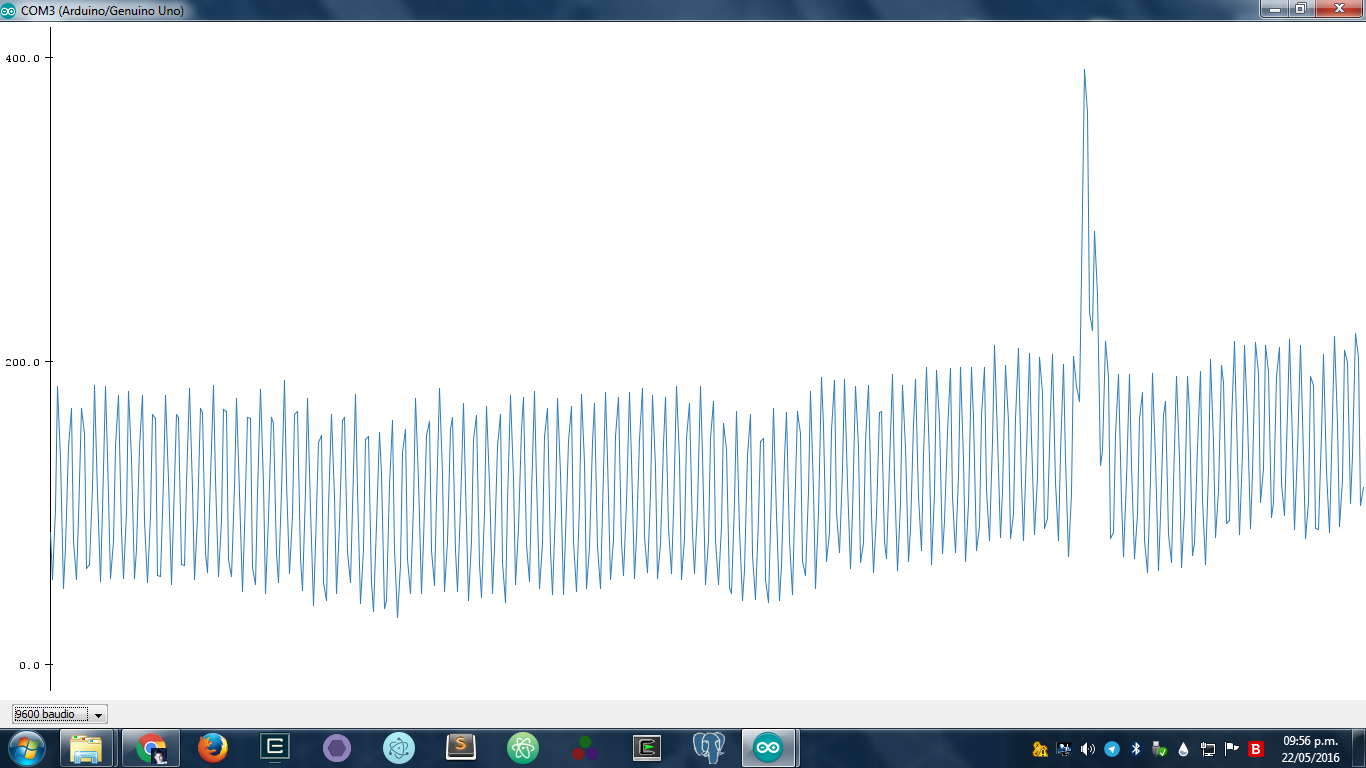 COM3 (Arduino/Genuino Uno)
400.0
200.0
0.0
9600 baudio
S
B
09:56 p.m.
22/05/2016